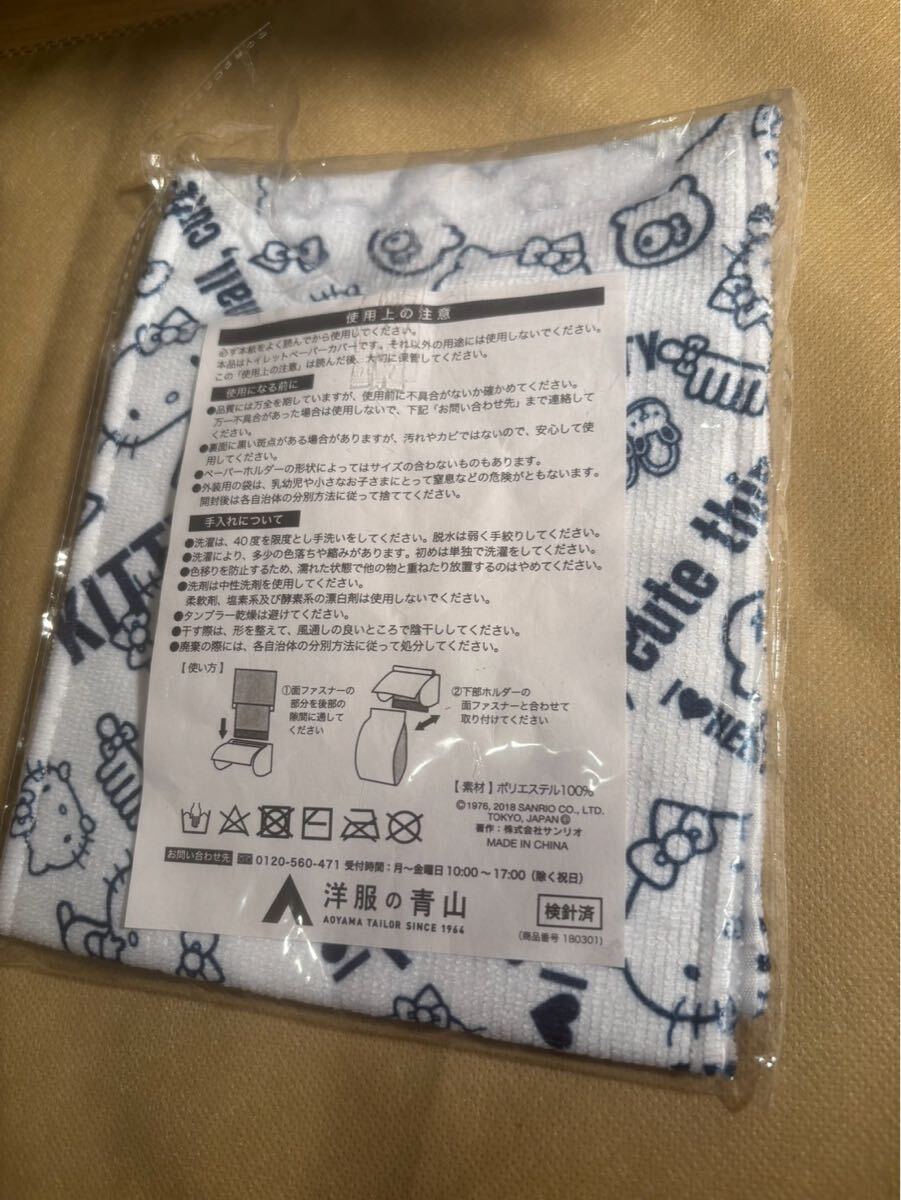 使用上の注意
必ず本紙をよく読んでから使用してください。
本品はトイレットペーパーカバーです。それ以外の用途には使用しないでください。
この「使用上の注意」は読んだ後、大切に保管してください。
使用になる前に
●品質には万全を期していますが、使用前に不具合がないか確かめてください。
万一不具合があった場合は使用しないで、下記「お問い合わせ先」まで連絡して
ください。
●裏面に黒い斑点がある場合がありますが、汚れやカビではないので、安心して使
用してください。
●ペーパーホルダーの形状によってはサイズの合わないものもあります。
●外装用の袋は、乳幼児や小さなお子さまにとって窒息などの危険がともないます。
開封後は各自治体の分別方法に従って捨ててください。
手入れについて
●洗濯は、40度を限度とし手洗いをしてください。脱水は弱く手絞りしてください。
●洗濯により、多少の色落ちや縮みがあります。初めは単独で洗濯をしてください。
●色移りを防止するため、濡れた状態で他の物と重ねたり放置するのはやめてください。
●洗剤は中性洗剤を使用してください。
柔軟剤、塩素系及び酵素系の漂白剤は使用しないでください。
●タンブラー乾燥は避けてください。
●干す際は、形を整えて、風通しの良いところで陰干ししてください。
●廃棄の際には、各自治体の分別方法に従って処分してください。
【使い方】
①面ファスナーの
部分を後部の
隙間に通して
ください
②下部ホルダーの
面ファスナーと合わせて
取り付けてください
【素材】ポリエステル100%
©1976, 2018 SANRIO CO., LTD.
TOKYO, JAPAN Ⓛ
著作：株式会社サンリオ
MADE IN CHINA
お問い合わせ先 0120-560-471 受付時間：月～金曜日 10:00～17:00（除く祝日）
洋服の青山
AOYAMA TAILOR SINCE 1964
検針済
（商品番号 180301）
KITTY
cute
I♥
I♥